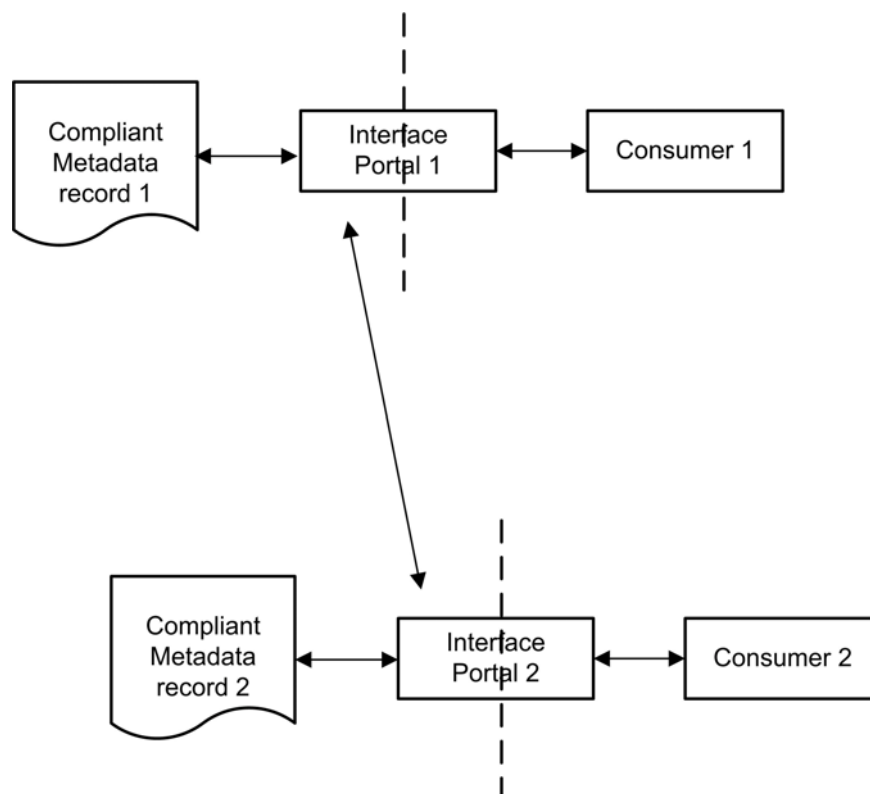 Compliant
Metadata
record 1
Interface
Portal 1
Consumer 1
Compliant
Metadata
record 2
Interface
Portal 2
Consumer 2